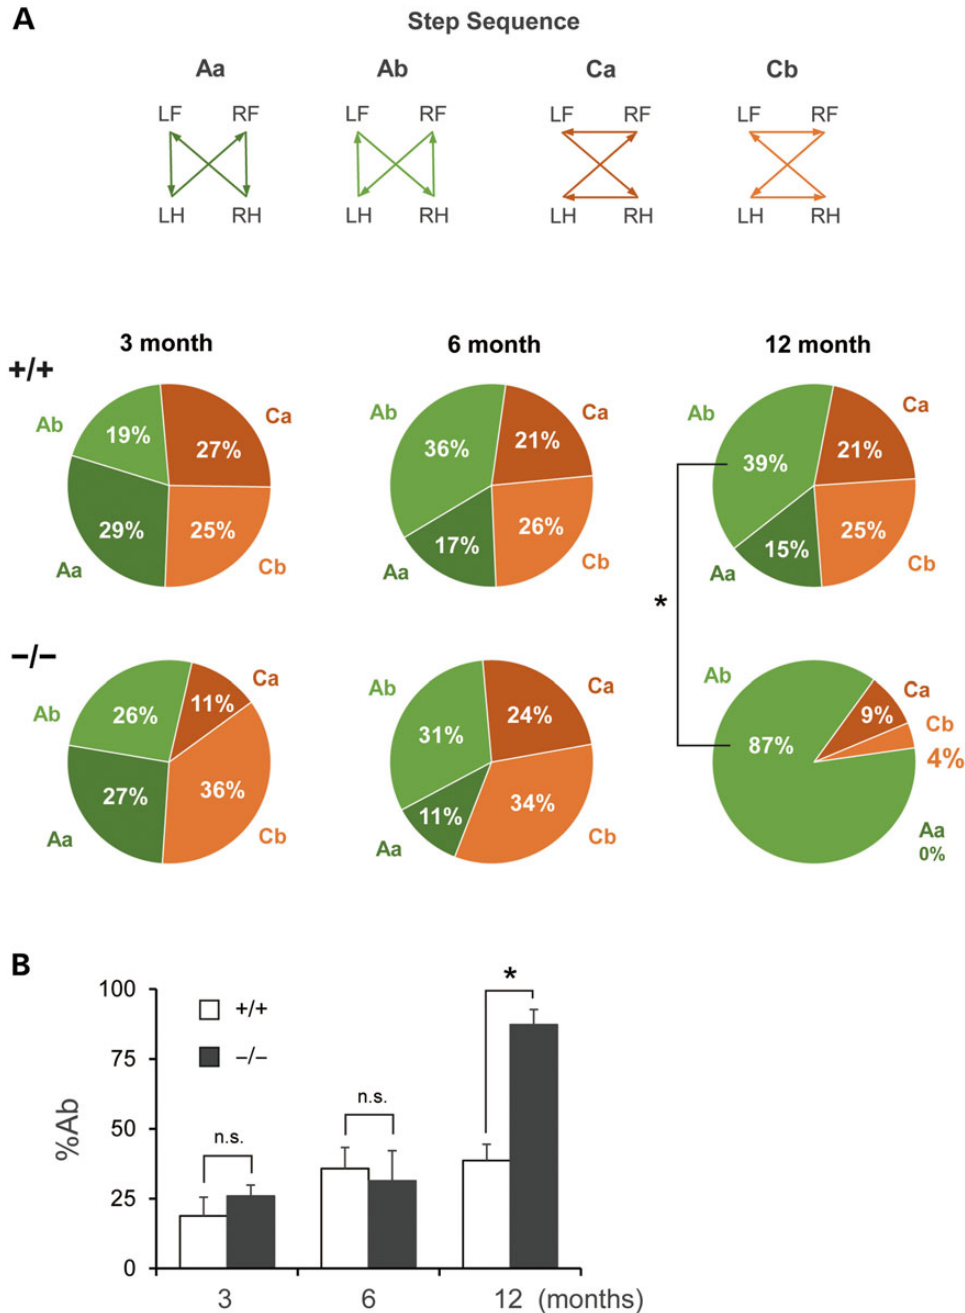 A
Step Sequence
Aa Ab Ca Cb
LF RF LF RF LF RF LF RF
LH RH LH RH LH RH LH RH
3 month 6 month 12 month
+/+
Ab 19% Ca 27% Aa 29% Cb 25%
Ab 36% Ca 21% Aa 17% Cb 26%
Ab 39% Ca 21% Aa 15% Cb 25%
*
−/−
Ab 26% Ca 11% Aa 27% Cb 36%
Ab 31% Ca 24% Aa 11% Cb 34%
Ab 87% Ca 9% Cb 4% Aa 0%
B
%Ab
100
75
50
25
0
+/+
−/−
n.s.
n.s.
*
3 6 12 (months)